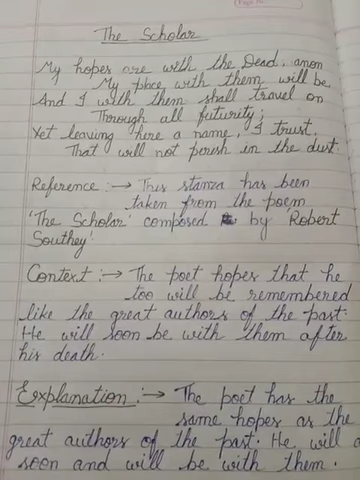 The Scholar
My hopes are with the Dead, anon
My place with them will be
And I with them shall travel on
Through all futurity;
Yet leaving here a name, I trust,
That will not perish in the dust.
Reference:→ This stanza has been
taken from the poem
'The Scholar' composed by 'Robert
Southey'
Context:→ The poet hopes that he
too will be remembered
like the great authors of the past.
He will soon be with them after
his death.
Explanation:→ The poet has the
same hopes as the
great authors of the past. He will
soon and will be with them.